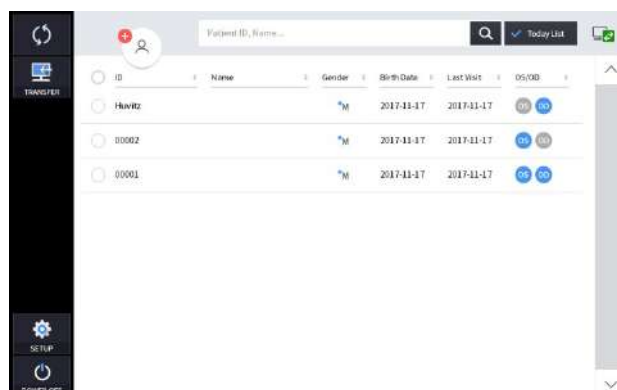 Patient ID, Name...
Today List
TRANSFER
ID Name Gender Birth Date Last Visit OS/OD
Huvitz M 2017-11-17 2017-11-17 OS OD
00002 M 2017-11-17 2017-11-17 OS OD
00001 M 2017-11-17 2017-11-17 OS OD
SETUP
POWER OFF